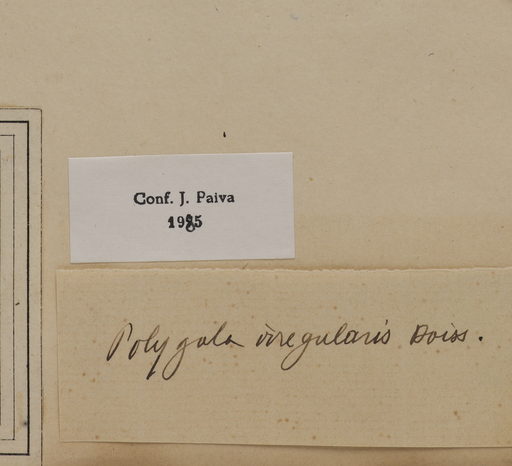 Conf. J. Paiva
1985
Polygala irregularis Boiss.